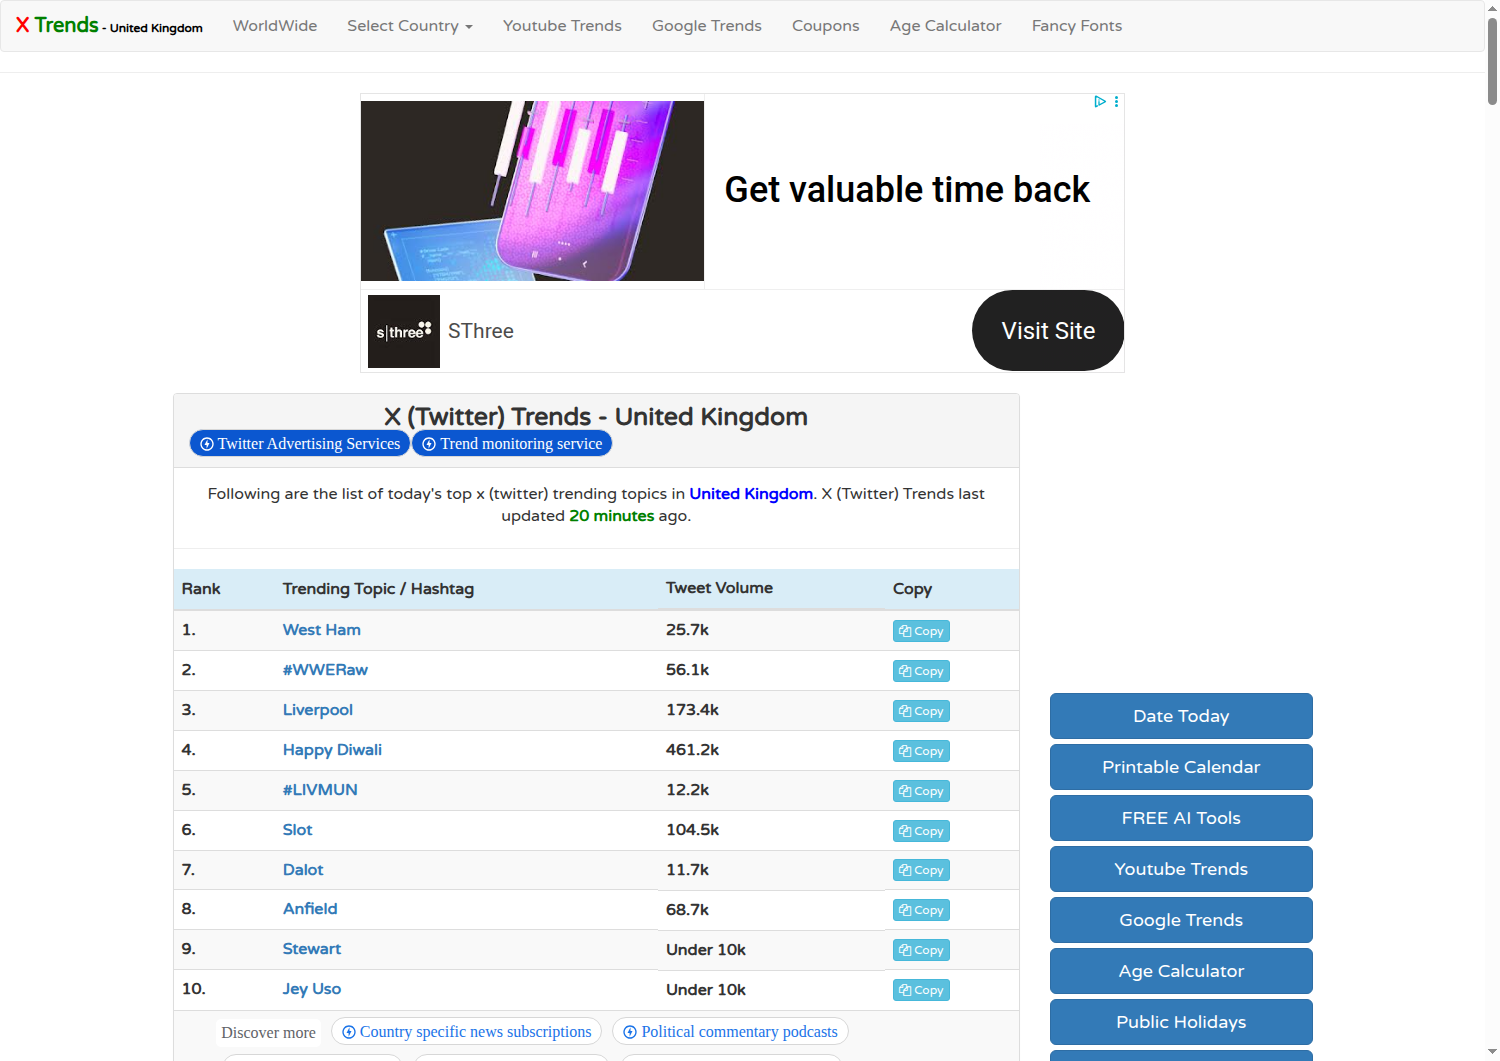 X Trends - United Kingdom WorldWide Select Country Youtube Trends Google Trends Coupons Age Calculator Fancy Fonts
Get valuable time back
s|three SThree Visit Site
X (Twitter) Trends - United Kingdom
Twitter Advertising Services Trend monitoring service
Following are the list of today's top x (twitter) trending topics in United Kingdom. X (Twitter) Trends last
updated 20 minutes ago.
Rank Trending Topic / Hashtag Tweet Volume Copy
1. West Ham 25.7k Copy
2. #WWERaw 56.1k Copy
3. Liverpool 173.4k Copy
4. Happy Diwali 461.2k Copy
5. #LIVMUN 12.2k Copy
6. Slot 104.5k Copy
7. Dalot 11.7k Copy
8. Anfield 68.7k Copy
9. Stewart Under 10k Copy
10. Jey Uso Under 10k Copy
Discover more Country specific news subscriptions Political commentary podcasts
Date Today
Printable Calendar
FREE AI Tools
Youtube Trends
Google Trends
Age Calculator
Public Holidays